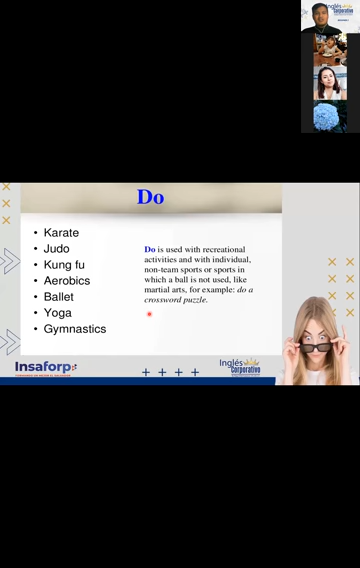 Inglés
Corporativo
Do
• Karate
• Judo
• Kung fu
• Aerobics
• Ballet
• Yoga
• Gymnastics
Do is used with recreational
activities and with individual,
non-team sports or sports in
which a ball is not used, like
martial arts, for example: do a
crossword puzzle.
Insaforp
Inglés
Corporativo